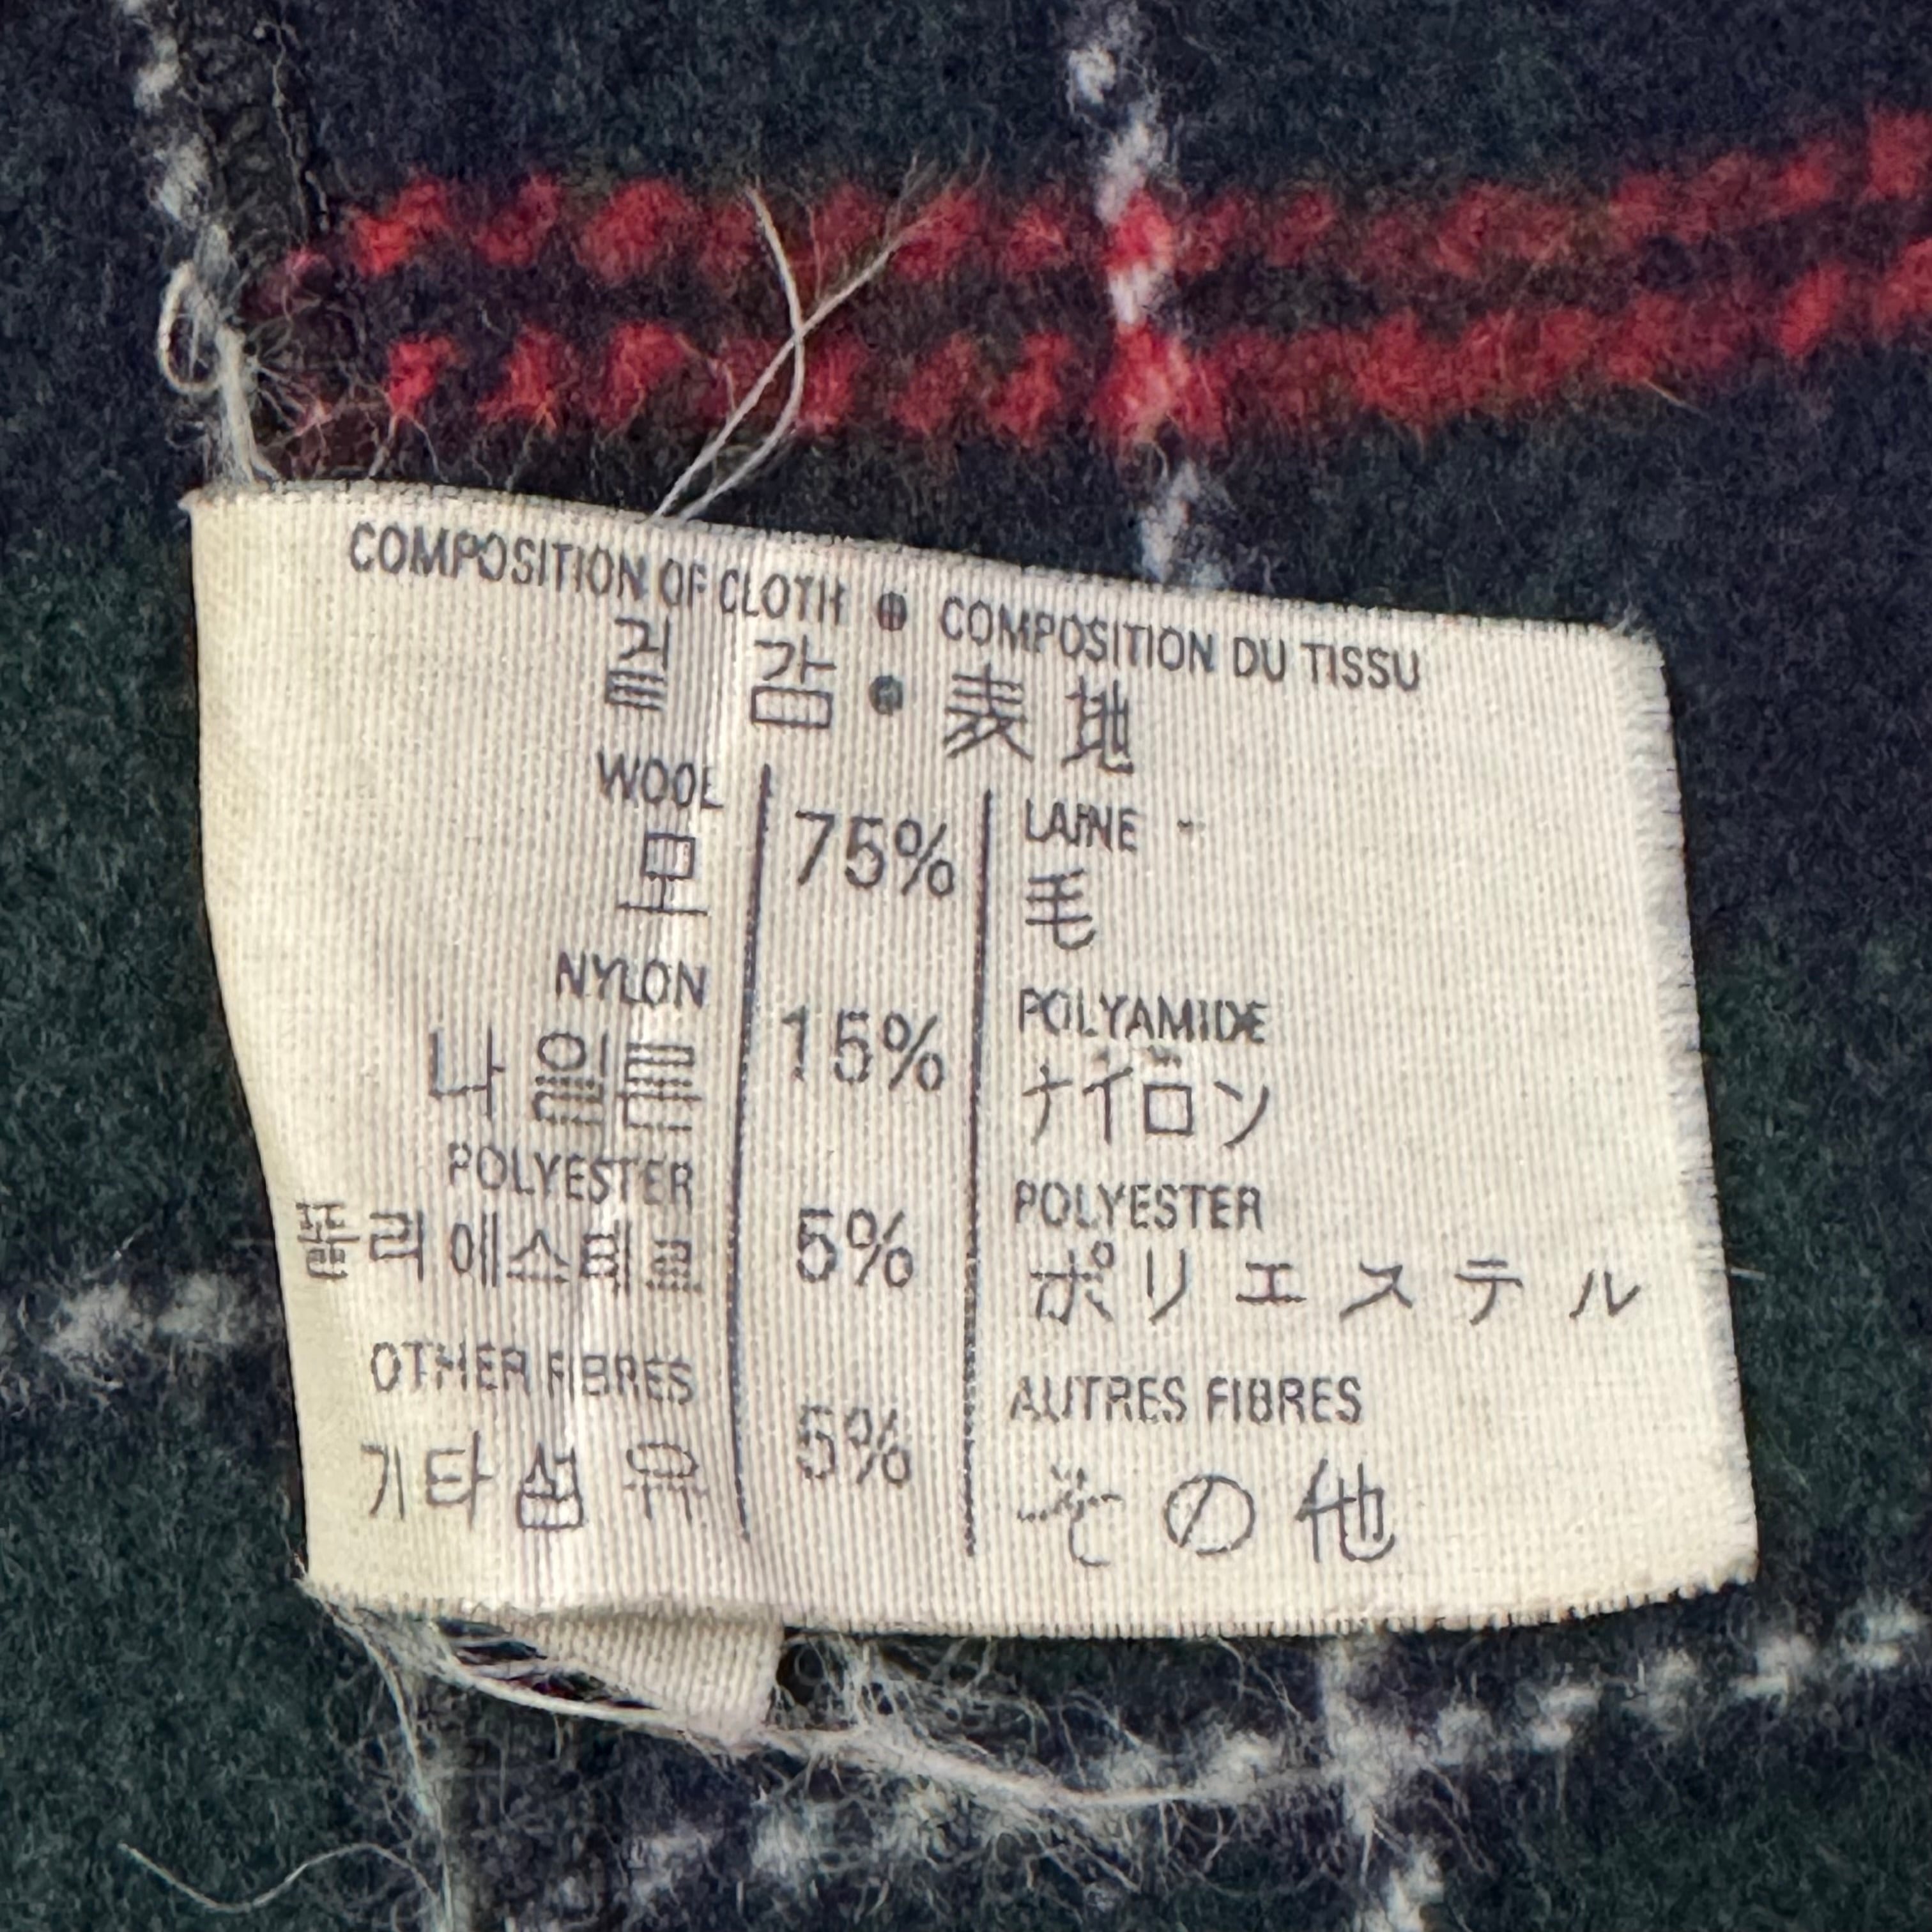 COMPOSITION OF CLOTH • COMPOSITION DU TISSU
겉 감 • 表 地
WOOL 75% LAINE
모 毛
NYLON 15% POLYAMIDE
나일론 ナイロン
POLYESTER 5% POLYESTER
폴리에스테르 ポリエステル
OTHER FIBRES 5% AUTRES FIBRES
기타섬유 その他